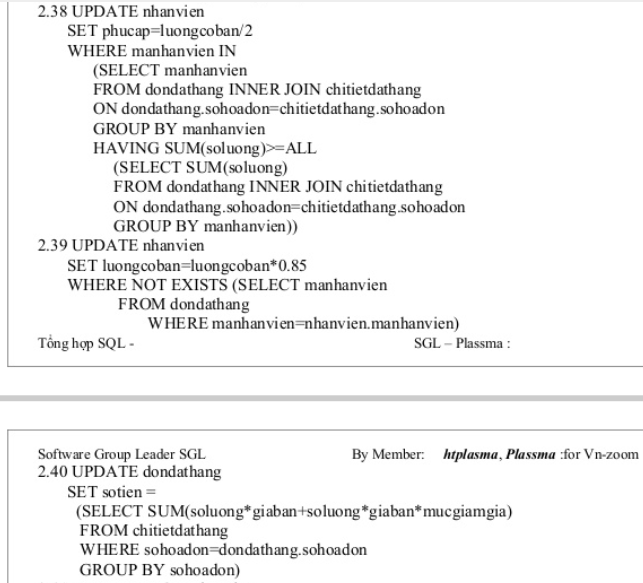 2.38 UPDATE nhanvien
SET phucap=luongcoban/2
WHERE manhanvien IN
(SELECT manhanvien
FROM dondathang INNER JOIN chitietdathang
ON dondathang.sohoadon=chitietdathang.sohoadon
GROUP BY manhanvien
HAVING SUM(soluong)>=ALL
(SELECT SUM(soluong)
FROM dondathang INNER JOIN chitietdathang
ON dondathang.sohoadon=chitietdathang.sohoadon
GROUP BY manhanvien))
2.39 UPDATE nhanvien
SET luongcoban=luongcoban*0.85
WHERE NOT EXISTS (SELECT manhanvien
FROM dondathang
WHERE manhanvien=nhanvien.manhanvien)
Tổng hợp SQL - SGL – Plassma :
Software Group Leader SGL By Member: htplasma, Plassma :for Vn-zoom
2.40 UPDATE dondathang
SET sotien =
(SELECT SUM(soluong*giaban+soluong*giaban*mucgiamgia)
FROM chitietdathang
WHERE sohoadon=dondathang.sohoadon
GROUP BY sohoadon)